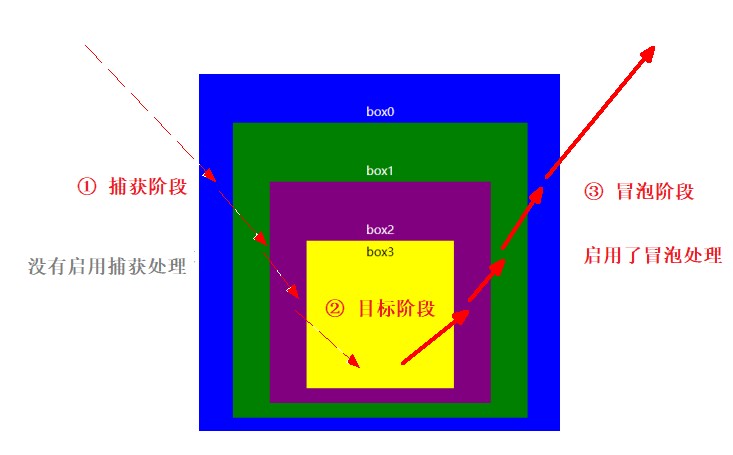 box0
box1
① 捕获阶段
③ 冒泡阶段
box2
box3
没有启用捕获处理
启用了冒泡处理
② 目标阶段